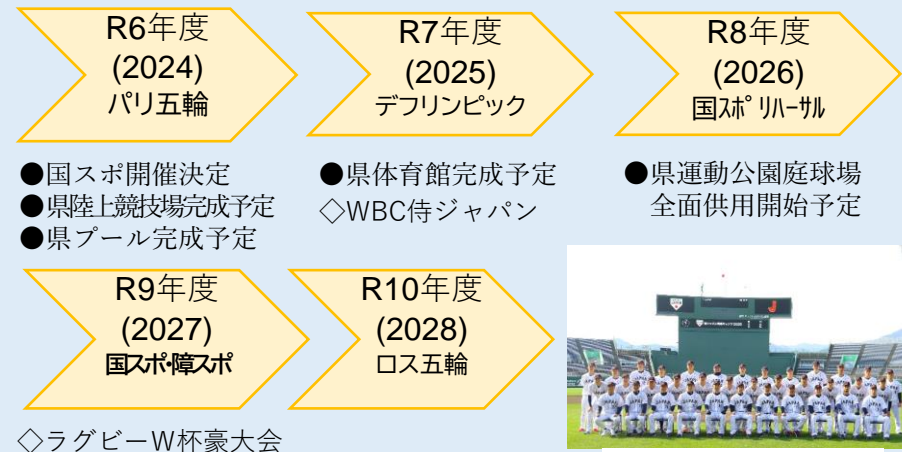 R6年度
(2024)
パリ五輪
R7年度
(2025)
デフリンピック
R8年度
(2026)
国スポ リハーサル
●国スポ開催決定
●県陸上競技場完成予定
●県プール完成予定
●県体育館完成予定
◇WBC侍ジャパン
●県運動公園庭球場
全面供用開始予定
R9年度
(2027)
国スポ・障スポ
R10年度
(2028)
ロス五輪
◇ラグビーW杯豪大会